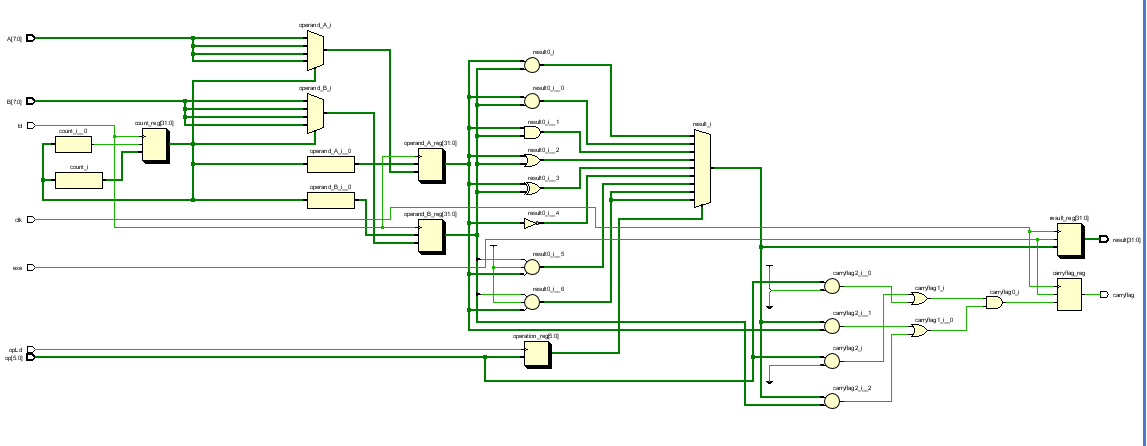 operand_A_i
A[7:0]
result0_i
operand_B_i
result0_i__0
B[7:0]
ld
count_reg[31:0]
result0_i__1
result_i
count_i__0
operand_A_reg[31:0]
result0_i__2
operand_A_i__0
count_i
result0_i__3
operand_B_i__0
operand_B_reg[31:0]
result0_i__4
clk
result_reg[31:0]
result[31:0]
result0_i__5
exe
carryflag2_i__0
carryflag_reg
result0_i__6
carryflag1_i
carryflag0_i
carryflag
carryflag2_i__1
carryflag1_i__0
operation_reg[5:0]
opLd
op[5:0]
carryflag2_i
carryflag2_i__2